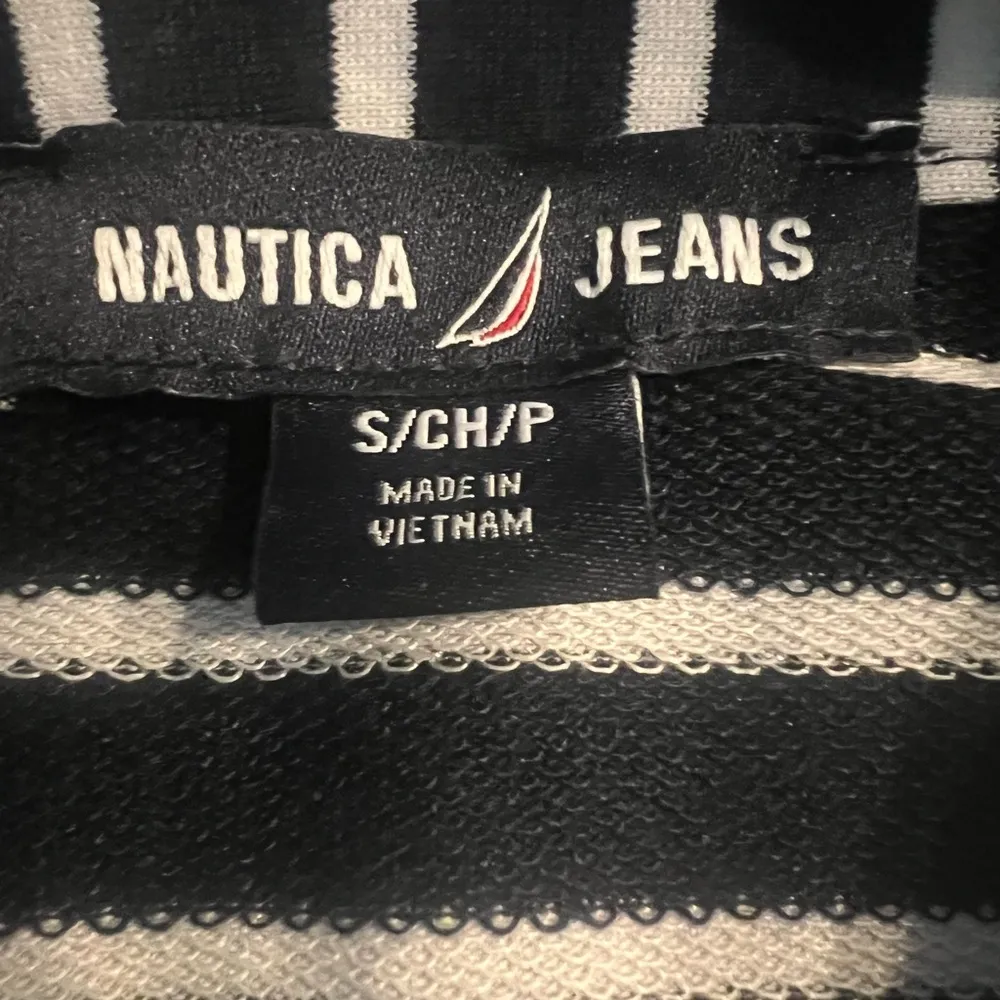 NAUTICA JEANS
S/CH/P
MADE IN
VIETNAM